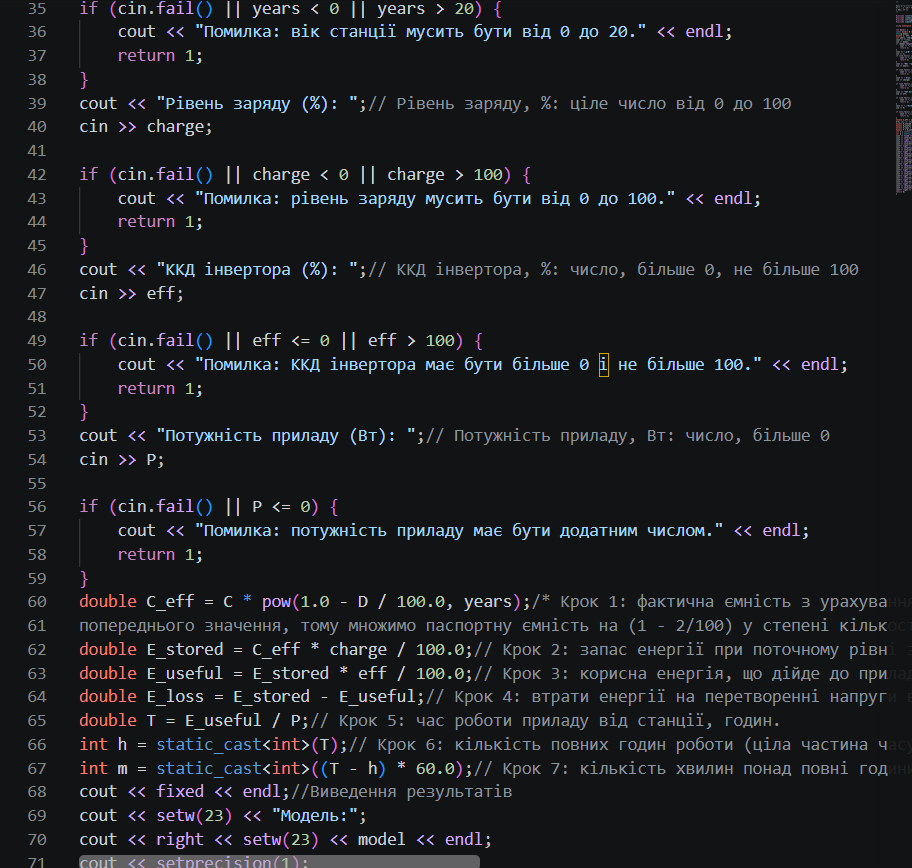 35 if (cin.fail() || years < 0 || years > 20) {
36 cout << "Помилка: вік станції мусить бути від 0 до 20." << endl;
37 return 1;
38 }
39 cout << "Рівень заряду (%): ";// Рівень заряду, %: ціле число від 0 до 100
40 cin >> charge;
41
42 if (cin.fail() || charge < 0 || charge > 100) {
43 cout << "Помилка: рівень заряду мусить бути від 0 до 100." << endl;
44 return 1;
45 }
46 cout << "ККД інвертора (%): ";// ККД інвертора, %: число, більше 0, не більше 100
47 cin >> eff;
48
49 if (cin.fail() || eff <= 0 || eff > 100) {
50 cout << "Помилка: ККД інвертора має бути більше 0 і не більше 100." << endl;
51 return 1;
52 }
53 cout << "Потужність приладу (Вт): ";// Потужність приладу, Вт: число, більше 0
54 cin >> P;
55
56 if (cin.fail() || P <= 0) {
57 cout << "Помилка: потужність приладу має бути додатним числом." << endl;
58 return 1;
59 }
60 double C_eff = C * pow(1.0 - D / 100.0, years);/* Крок 1: фактична ємність з
61 попереднього значення, тому множимо паспортну ємність на (1 - 2/100) у степені
62 double E_stored = C_eff * charge / 100.0;// Крок 2: запас енергії при поточному рівні
63 double E_useful = E_stored * eff / 100.0;// Крок 3: корисна енергія, що дійде до
64 double E_loss = E_stored - E_useful;// Крок 4: втрати енергії на перетворенні напруги
65 double T = E_useful / P;// Крок 5: час роботи приладу від станції, годин.
66 int h = static_cast<int>(T);// Крок 6: кількість повних годин роботи (ціла частина
67 int m = static_cast<int>((T - h) * 60.0);// Крок 7: кількість хвилин понад повні
68 cout << fixed << endl;//Виведення результатів
69 cout << setw(23) << "Модель:";
70 cout << right << setw(23) << model << endl;
71 cout << setprecision(1);